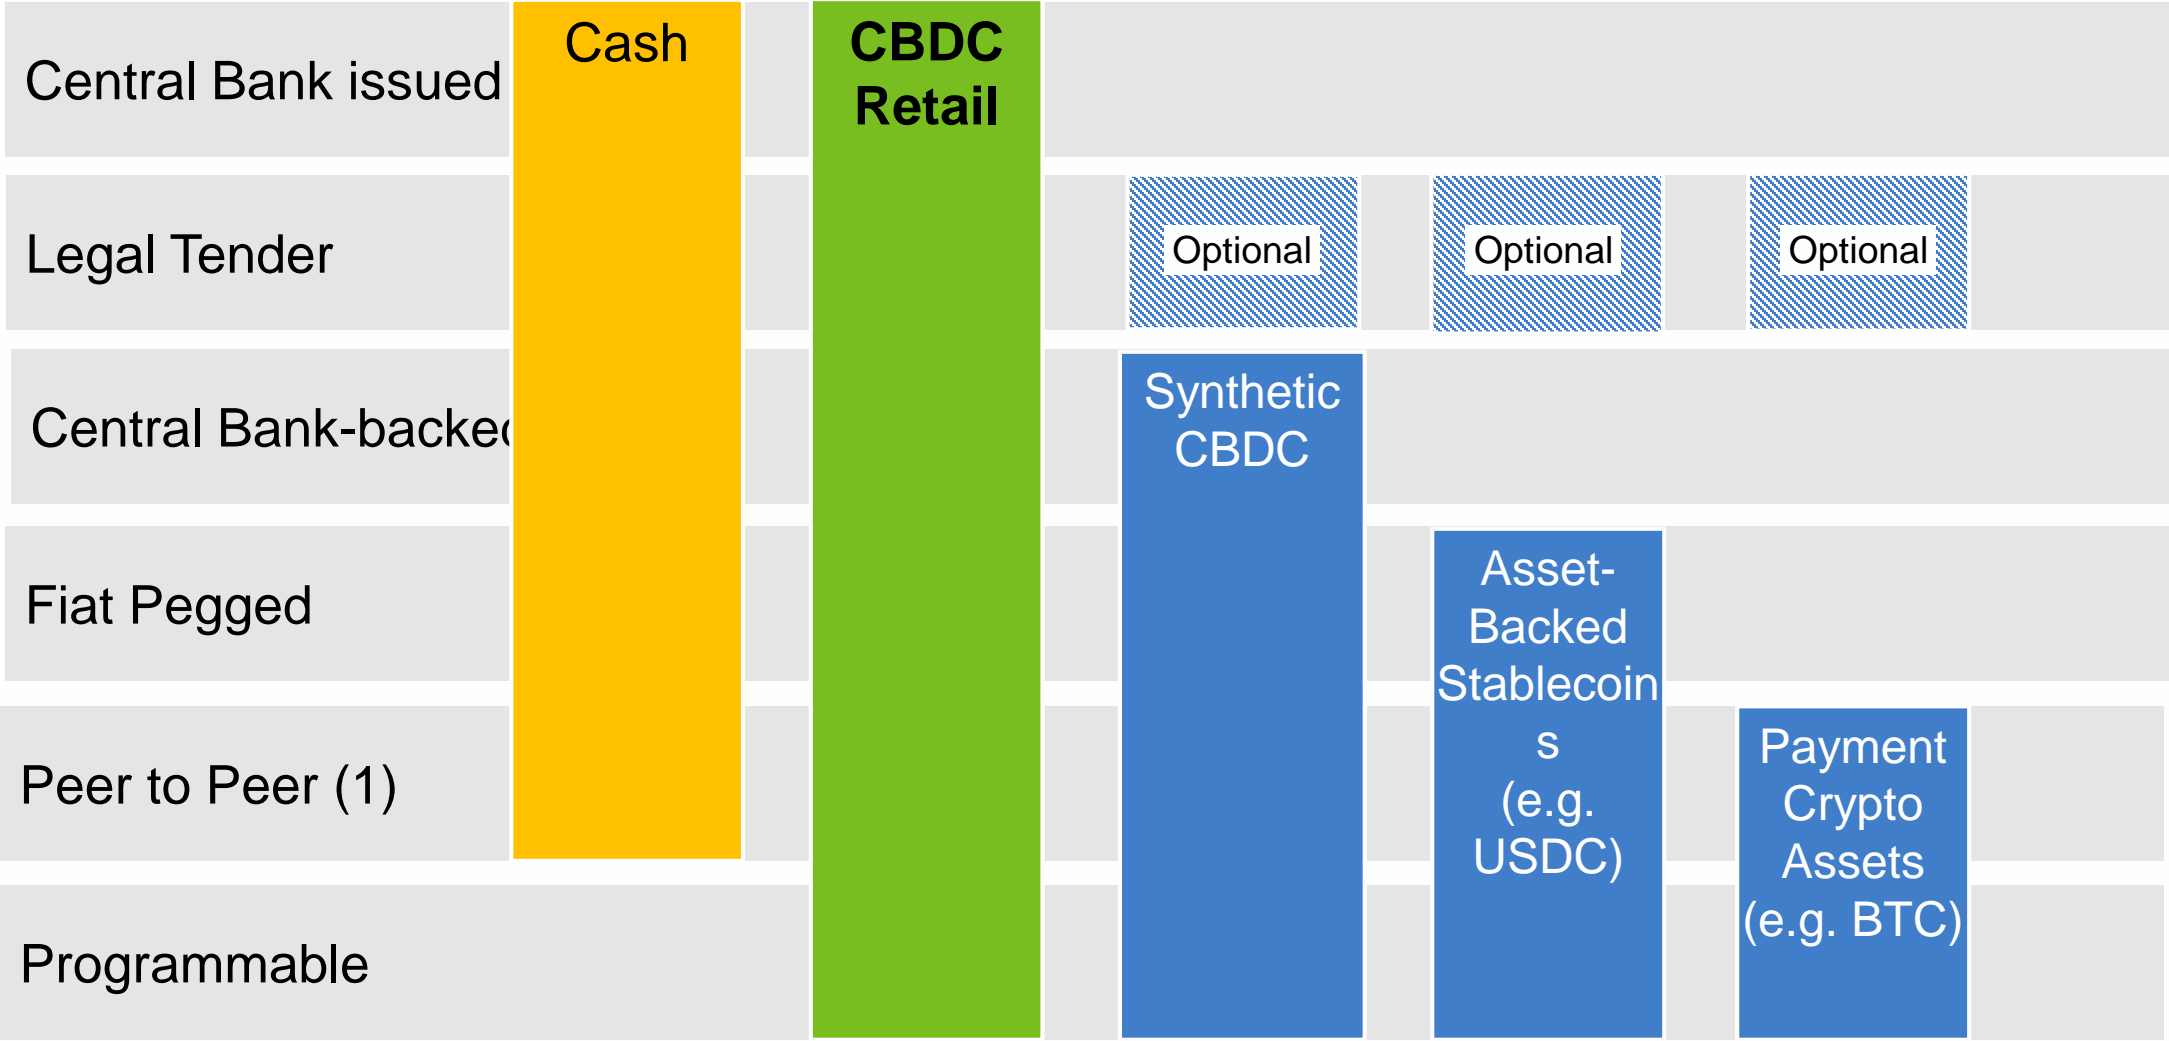 Central Bank issued
Cash
CBDC
Retail
Legal Tender
Optional
Optional
Optional
Central Bank-backed
Synthetic
CBDC
Fiat Pegged
Asset-
Backed
Stablecoin
s
(e.g.
USDC)
Peer to Peer (1)
Payment
Crypto
Assets
(e.g. BTC)
Programmable